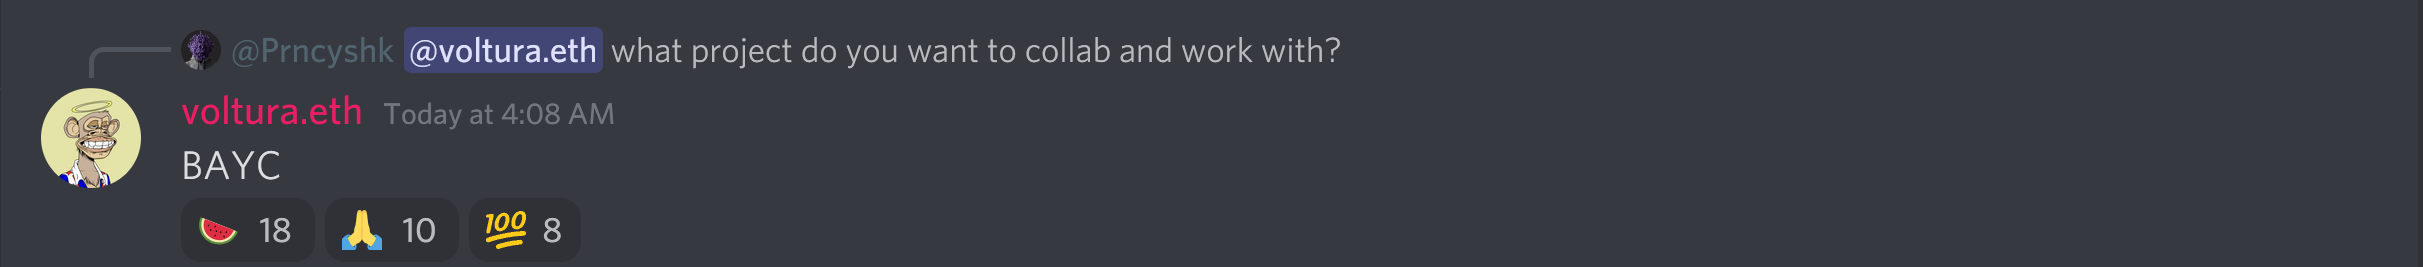 @Prncyshk @voltura.eth what project do you want to collab and work with?
voltura.eth Today at 4:08 AM
BAYC
🍉 18 🙏 10 💯 8